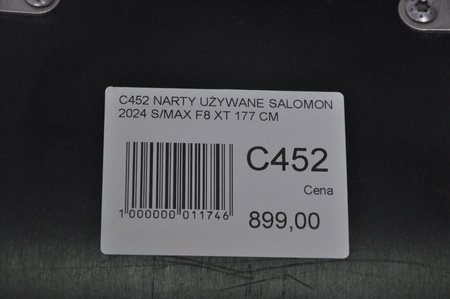 C452 NARTY UŻYWANE SALOMON
2024 S/MAX F8 XT 177 CM
C452
Cena
1 000000 011746
899,00